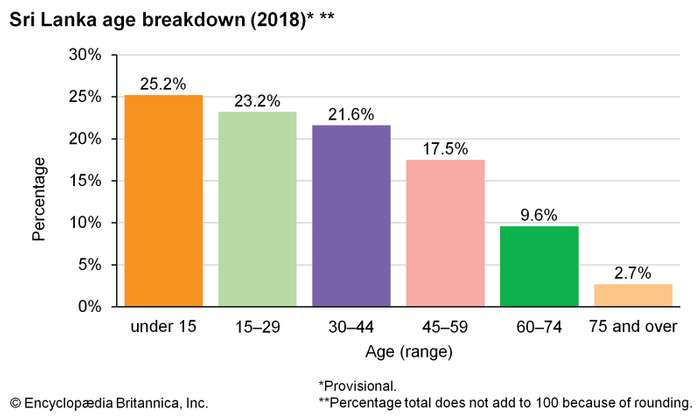 Sri Lanka age breakdown (2018)* **
30%
25%
20%
15%
10%
5%
0%
Percentage
25.2%
23.2%
21.6%
17.5%
9.6%
2.7%
under 15 15–29 30–44 45–59 60–74 75 and over
Age (range)
*Provisional.
© Encyclopædia Britannica, Inc. **Percentage total does not add to 100 because of rounding.